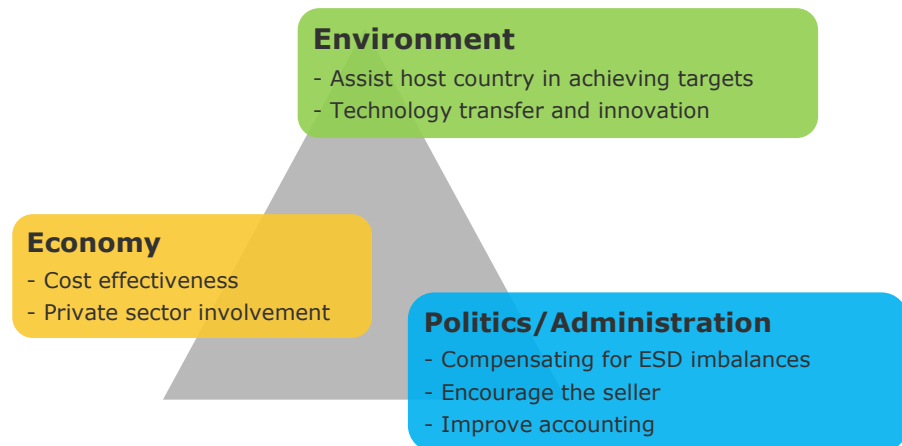 Environment
- Assist host country in achieving targets
- Technology transfer and innovation
Economy
- Cost effectiveness
- Private sector involvement
Politics/Administration
- Compensating for ESD imbalances
- Encourage the seller
- Improve accounting